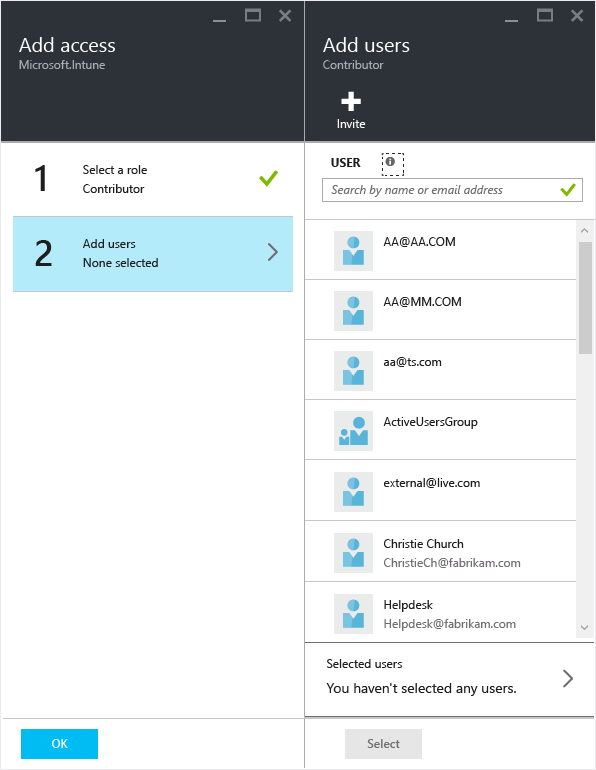 Add access
Microsoft.Intune
1
Select a role
Contributor
2
Add users
None selected
OK
Add users
Contributor
Invite
USER
Search by name or email address
AA@AA.COM
AA@MM.COM
aa@ts.com
ActiveUsersGroup
external@live.com
Christie Church
ChristieCh@fabrikam.com
Helpdesk
Helpdesk@fabrikam.com
Selected users
You haven't selected any users.
Select